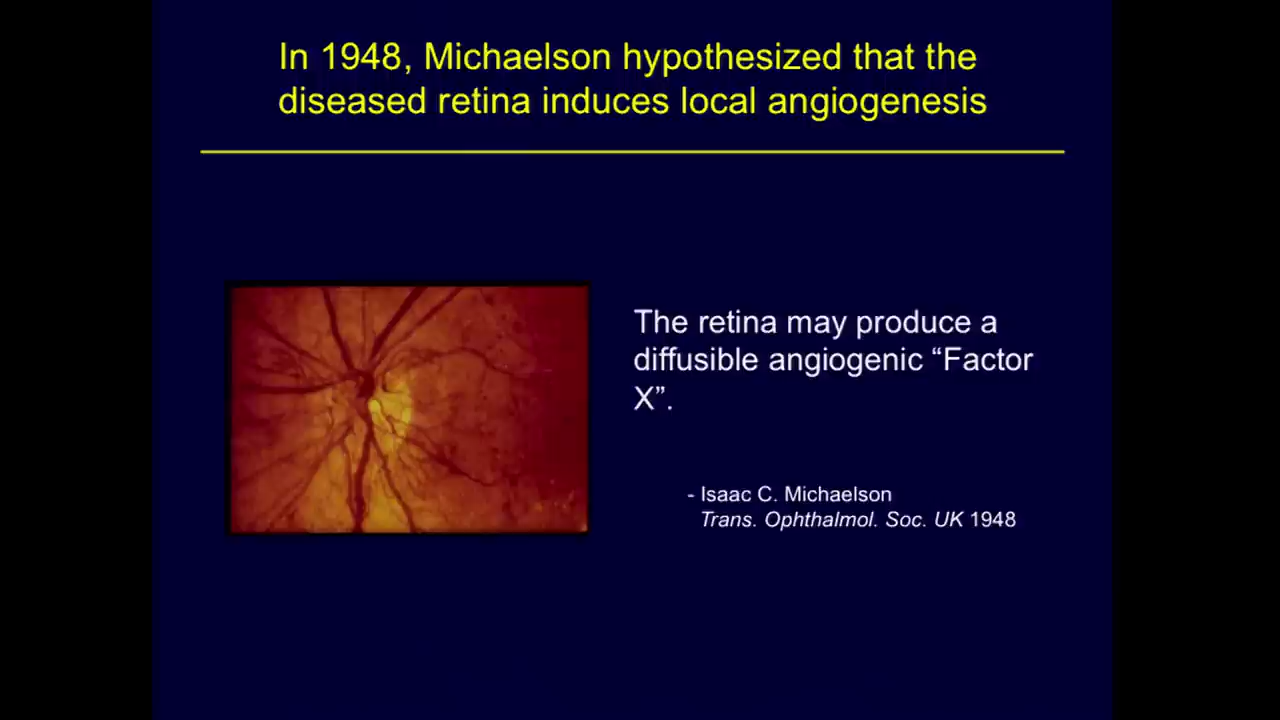 In 1948, Michaelson hypothesized that the
diseased retina induces local angiogenesis
The retina may produce a
diffusible angiogenic “Factor
X”.
- Isaac C. Michaelson
Trans. Ophthalmol. Soc. UK 1948